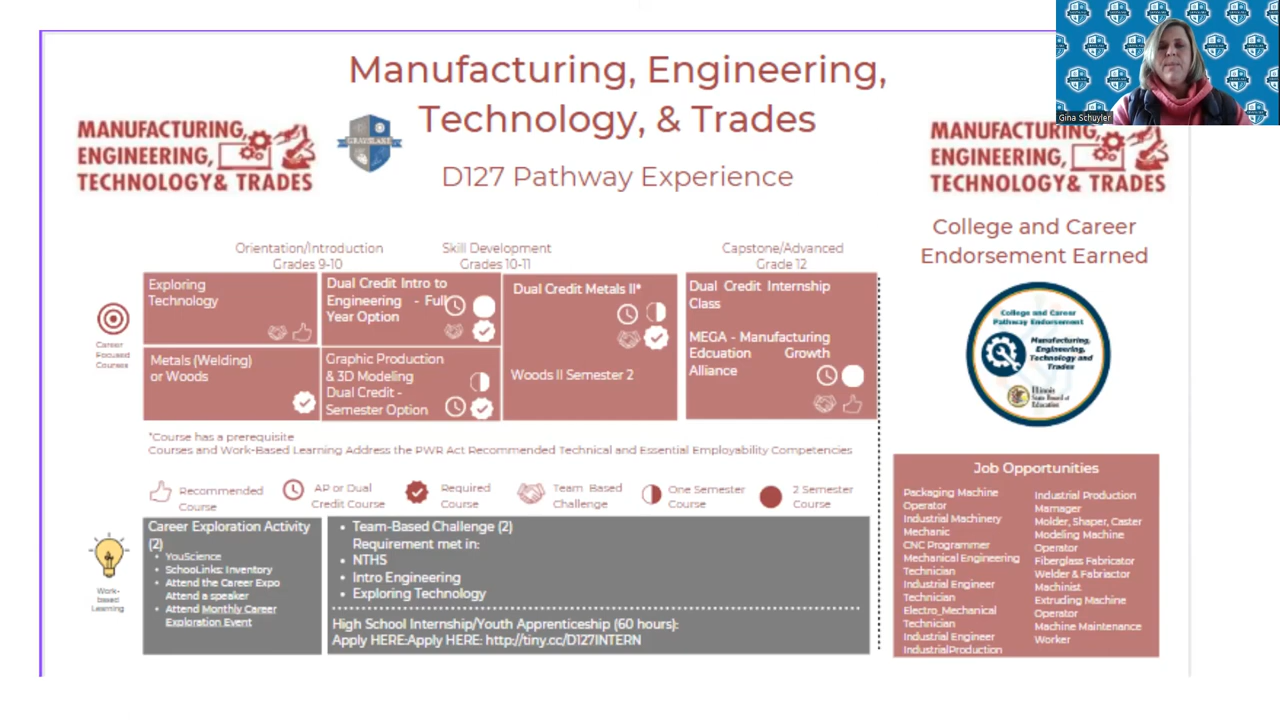 Manufacturing, Engineering,
Technology, & Trades
D127 Pathway Experience
MANUFACTURING,
ENGINEERING,
TECHNOLOGY & TRADES
GRAYSLAKE
Gina Schuyler
MANUFACTURING,
ENGINEERING,
TECHNOLOGY & TRADES
College and Career
Endorsement Earned
Orientation/Introduction
Grades 9-10
Skill Development
Grades 10-11
Capstone/Advanced
Grade 12
Career
Focused
Courses
Exploring
Technology
Metals (Welding)
or Woods
Dual Credit Intro to
Engineering - Full
Year Option
Graphic Production
& 3D Modeling
Dual Credit -
Semester Option
Dual Credit Metals II*
Woods II Semester 2
Dual Credit Internship
Class
MEGA - Manufacturing
Edcuation Growth
Alliance
College and Career
Pathway Endorsement
Manufacturing,
Engineering,
Technology and
Trades
Illinois
State Board of
Education
*Course has a prerequisite
Courses and Work-Based Learning Address the PWR Act Recommended Technical and Essential Employability Competencies
Recommended
Course
AP or Dual
Credit Course
Required
Course
Team Based
Challenge
One Semester
Course
2 Semester
Course
Work-
based
Learning
Career Exploration Activity
(2)
• YouScience
• SchooLinks: Inventory
• Attend the Career Expo
Attend a speaker
• Attend Monthly Career
Exploration Event
• Team-Based Challenge (2)
Requirement met in:
• NTHS
• Intro Engineering
• Exploring Technology
High School Internship/Youth Apprenticeship (60 hours):
Apply HERE:Apply HERE: http://tiny.cc/D127INTERN
Job Opportunities
Packaging Machine
Operator
Industrial Machinery
Mechanic
CNC Programmer
Mechanical Engineering
Technician
Industrial Engineer
Technician
Electro_Mechanical
Technician
Industrial Engineer
IndustrialProduction
Industrial Production
Mamager
Molder, Shaper, Caster
Modeling Machine
Operator
Fiberglass Fabricator
Welder & Fabriactor
Machinist
Extruding Machine
Operator
Machine Maintenance
Worker